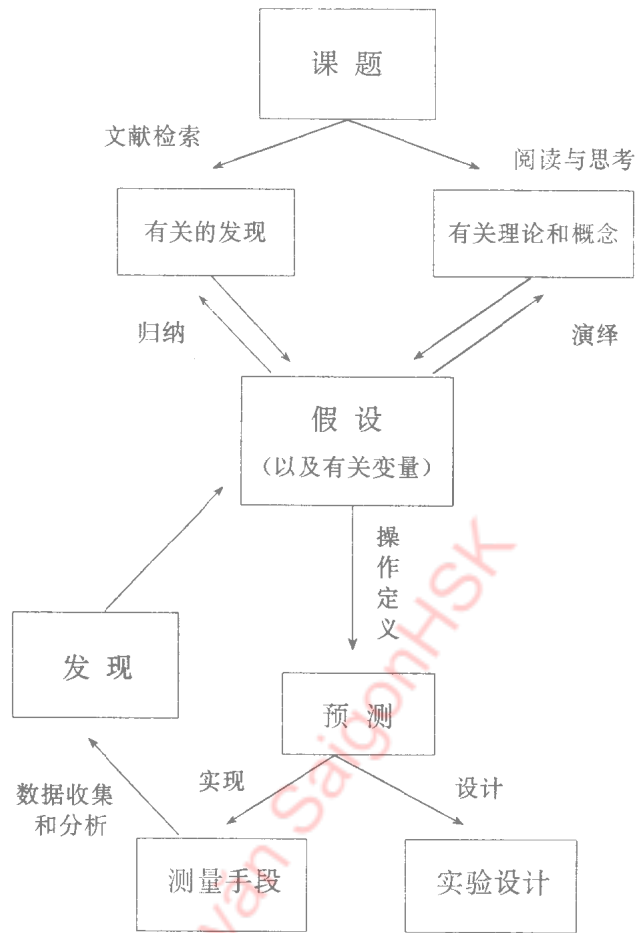 课题
文献检索
阅读与思考
有关的发现
有关理论和概念
归纳
演绎
假设
(以及有关变量)
操作定义
发现
预测
数据收集
和分析
实现
设计
测量手段
实验设计
văn SaigonHSK